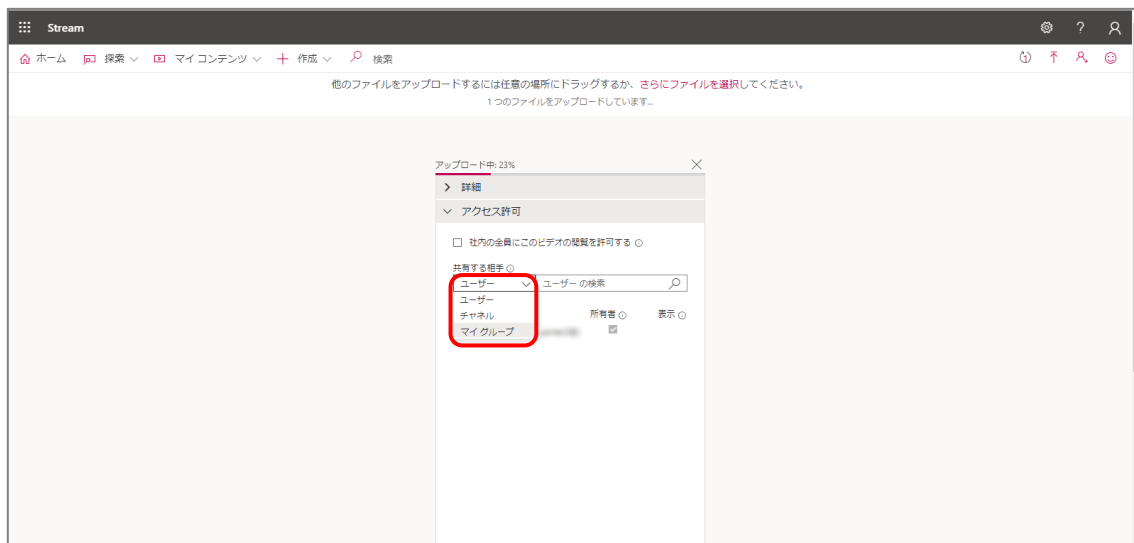 Stream
ホーム 探索 マイ コンテンツ 作成 検索
他のファイルをアップロードするには任意の場所にドラッグするか、さらにファイルを選択してください。
1 つのファイルをアップロードしています...
アップロード中: 23%
詳細
アクセス許可
社内の全員にこのビデオの閲覧を許可する
共有する相手
ユーザー ユーザー の検索
ユーザー
チャネル 所有者 表示
マイ グループ